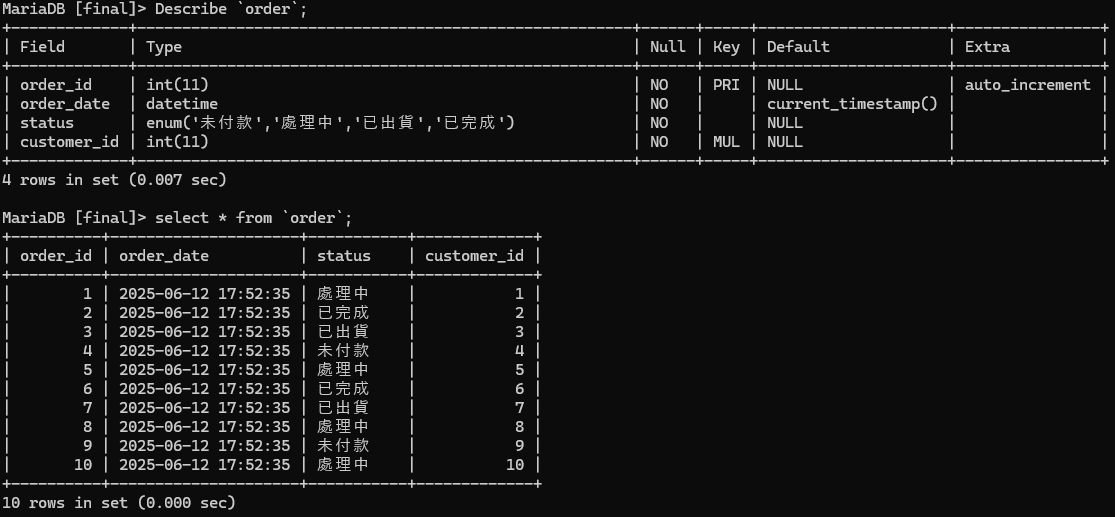 MariaDB [final]> Describe `order`;
+-------------+---------------------------------------------------+------+-----+---------------------+----------------+
| Field       | Type                                              | Null | Key | Default             | Extra          |
+-------------+---------------------------------------------------+------+-----+---------------------+----------------+
| order_id    | int(11)                                           | NO   | PRI | NULL                | auto_increment |
| order_date  | datetime                                          | NO   |     | current_timestamp() |                |
| status      | enum('未付款','處理中','已出貨','已完成')             | NO   |     | NULL                |                |
| customer_id | int(11)                                           | NO   | MUL | NULL                |                |
+-------------+---------------------------------------------------+------+-----+---------------------+----------------+
4 rows in set (0.007 sec)
MariaDB [final]> select * from `order`;
+----------+---------------------+-----------+-------------+
| order_id | order_date          | status    | customer_id |
+----------+---------------------+-----------+-------------+
|        1 | 2025-06-12 17:52:35 | 處理中    |           1 |
|        2 | 2025-06-12 17:52:35 | 已完成    |           2 |
|        3 | 2025-06-12 17:52:35 | 已出貨    |           3 |
|        4 | 2025-06-12 17:52:35 | 未付款    |           4 |
|        5 | 2025-06-12 17:52:35 | 處理中    |           5 |
|        6 | 2025-06-12 17:52:35 | 已完成    |           6 |
|        7 | 2025-06-12 17:52:35 | 已出貨    |           7 |
|        8 | 2025-06-12 17:52:35 | 處理中    |           8 |
|        9 | 2025-06-12 17:52:35 | 未付款    |           9 |
|       10 | 2025-06-12 17:52:35 | 處理中    |          10 |
+----------+---------------------+-----------+-------------+
10 rows in set (0.000 sec)